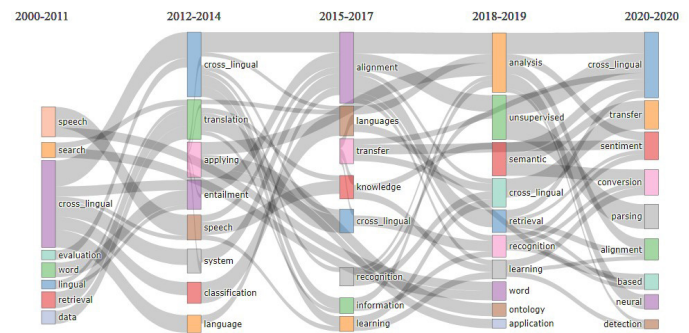 2000-2011
2012-2014
2015-2017
2018-2019
2020-2020
speech
search
cross_lingual
evaluation
word
lingual
retrieval
data
cross_lingual
translation
applying
entailment
speech
system
classification
language
alignment
languages
transfer
knowledge
cross_lingual
recognition
information
learning
analysis
unsupervised
semantic
cross_lingual
retrieval
recognition
learning
word
ontology
application
cross_lingual
transfer
sentiment
conversion
parsing
alignment
based
neural
detection